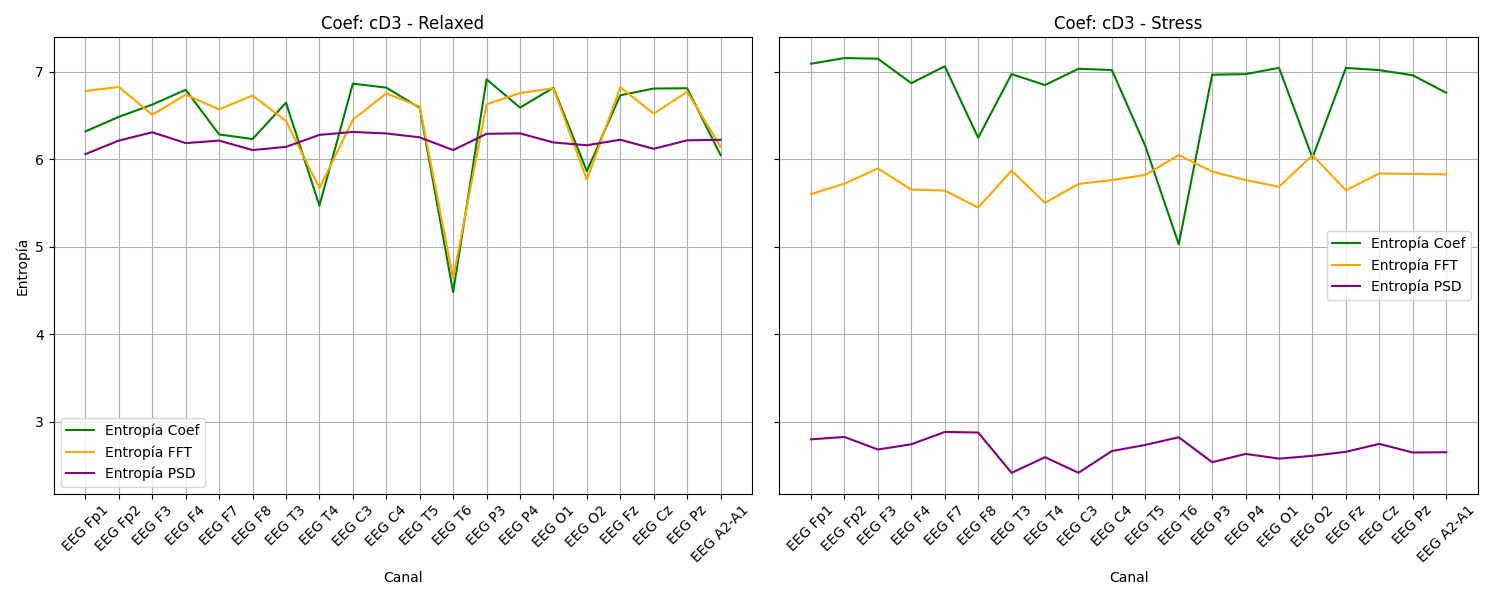 Coef: cD3 - Relaxed
Entropía
7
6
5
4
3
Entropía Coef
Entropía FFT
Entropía PSD
EEG Fp1
EEG Fp2
EEG F3
EEG F4
EEG F7
EEG F8
EEG T3
EEG T4
EEG C3
EEG C4
EEG T5
EEG T6
EEG P3
EEG P4
EEG O1
EEG O2
EEG Fz
EEG Cz
EEG Pz
EEG A2-A1
Canal
Coef: cD3 - Stress
Entropía Coef
Entropía FFT
Entropía PSD
EEG Fp1
EEG Fp2
EEG F3
EEG F4
EEG F7
EEG F8
EEG T3
EEG T4
EEG C3
EEG C4
EEG T5
EEG T6
EEG P3
EEG P4
EEG O1
EEG O2
EEG Fz
EEG Cz
EEG Pz
EEG A2-A1
Canal